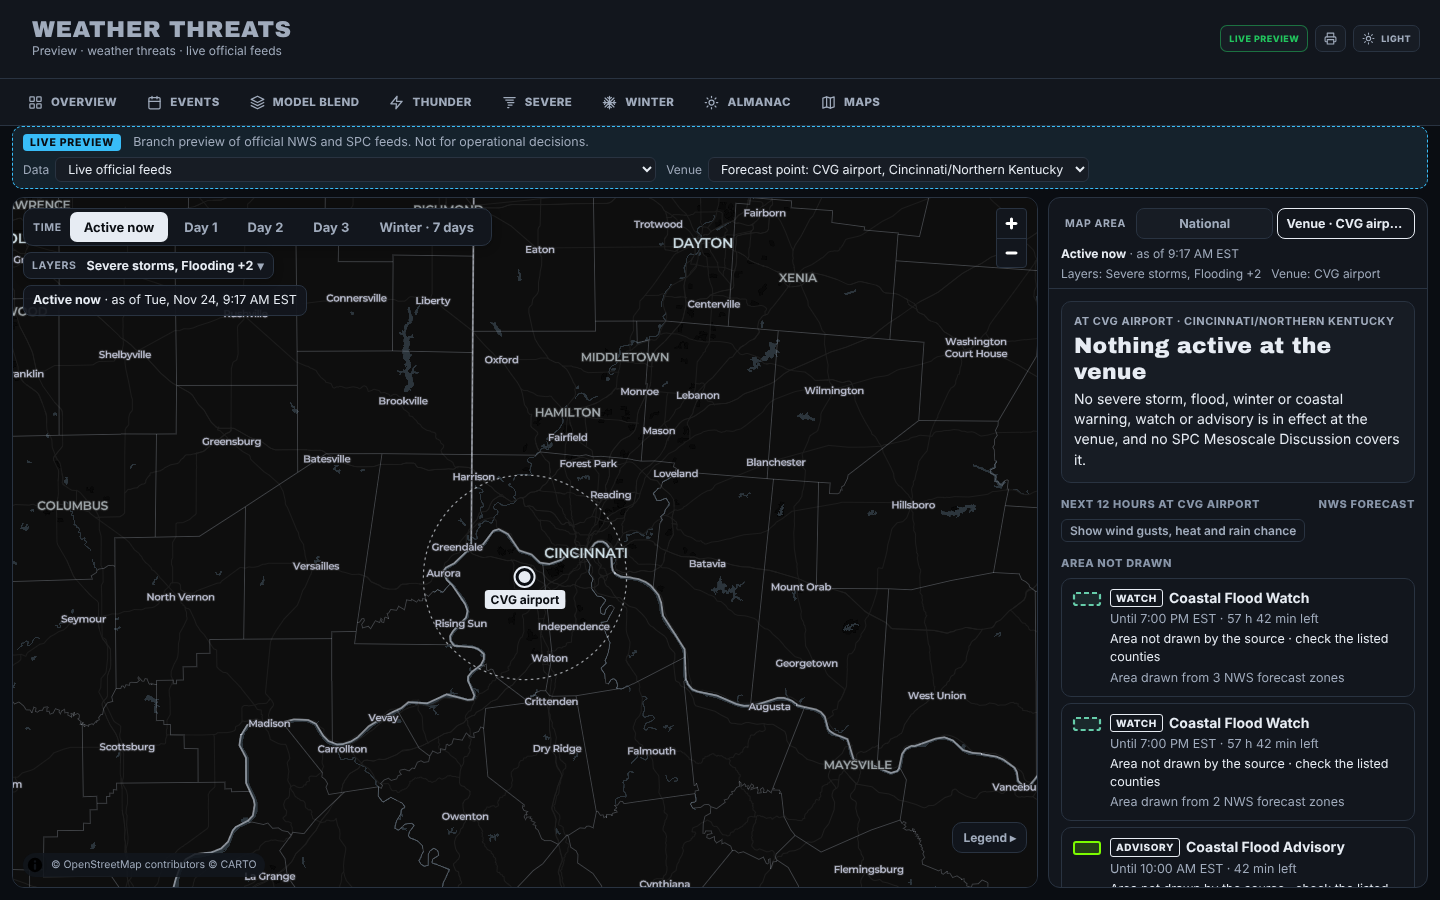 WEATHER THREATS
Preview · weather threats · live official feeds
LIVE PREVIEW
LIGHT
OVERVIEW
EVENTS
MODEL BLEND
THUNDER
SEVERE
WINTER
ALMANAC
MAPS
LIVE PREVIEW Branch preview of official NWS and SPC feeds. Not for operational decisions.
Data Live official feeds Venue Forecast point: CVG airport, Cincinnati/Northern Kentucky
TIME Active now Day 1 Day 2 Day 3 Winter · 7 days
LAYERS Severe storms, Flooding +2 ▾
Active now · as of Tue, Nov 24, 9:17 AM EST
+
−
Trotwood
Fairborn
DAYTON
Eaton
XENIA
Connersville
Liberty
Centerville
Shelbyville
Oxford
MIDDLETOWN
Washington
Court House
anklin
Brookville
Monroe
Lebanon
Wilmington
HAMILTON
Greensburg
Fairfield
Mason
Batesville
Forest Park
Loveland
Blanchester
Harrison
Reading
COLUMBUS
Hillsboro
Greendale
CINCINNATI
Versailles
Aurora
Batavia
CVG airport
North Vernon
Mount Orab
Seymour
Rising Sun
Independence
Walton
Georgetown
Crittenden
West Union
Madison
Vevay
Augusta
Scottsburg
Carrollton
Dry Ridge
Falmouth
MAYSVILLE
Vancebu
Owenton
Legend ▸
© OpenStreetMap contributors © CARTO
La Grange
Flemingsburg
Cynthiana
MAP AREA National Venue · CVG airp...
Active now · as of 9:17 AM EST
Layers: Severe storms, Flooding +2 Venue: CVG airport
AT CVG AIRPORT · CINCINNATI/NORTHERN KENTUCKY
Nothing active at the
venue
No severe storm, flood, winter or coastal
warning, watch or advisory is in effect at the
venue, and no SPC Mesoscale Discussion covers
it.
NEXT 12 HOURS AT CVG AIRPORT NWS FORECAST
Show wind gusts, heat and rain chance
AREA NOT DRAWN
WATCH Coastal Flood Watch
Until 7:00 PM EST · 57 h 42 min left
Area not drawn by the source · check the listed
counties
Area drawn from 3 NWS forecast zones
WATCH Coastal Flood Watch
Until 7:00 PM EST · 57 h 42 min left
Area not drawn by the source · check the listed
counties
Area drawn from 2 NWS forecast zones
ADVISORY Coastal Flood Advisory
Until 10:00 AM EST · 42 min left
Area not drawn by the source · check the listed